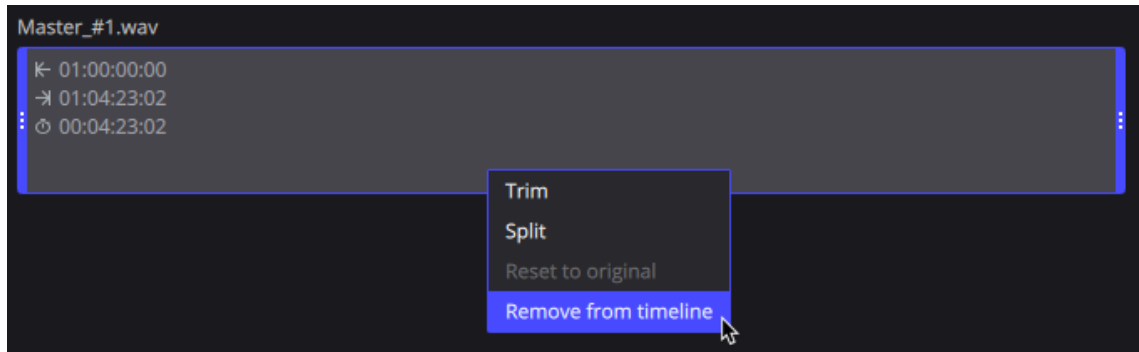 Master_#1.wav
01:00:00:00
01:04:23:02
00:04:23:02
Trim
Split
Reset to original
Remove from timeline